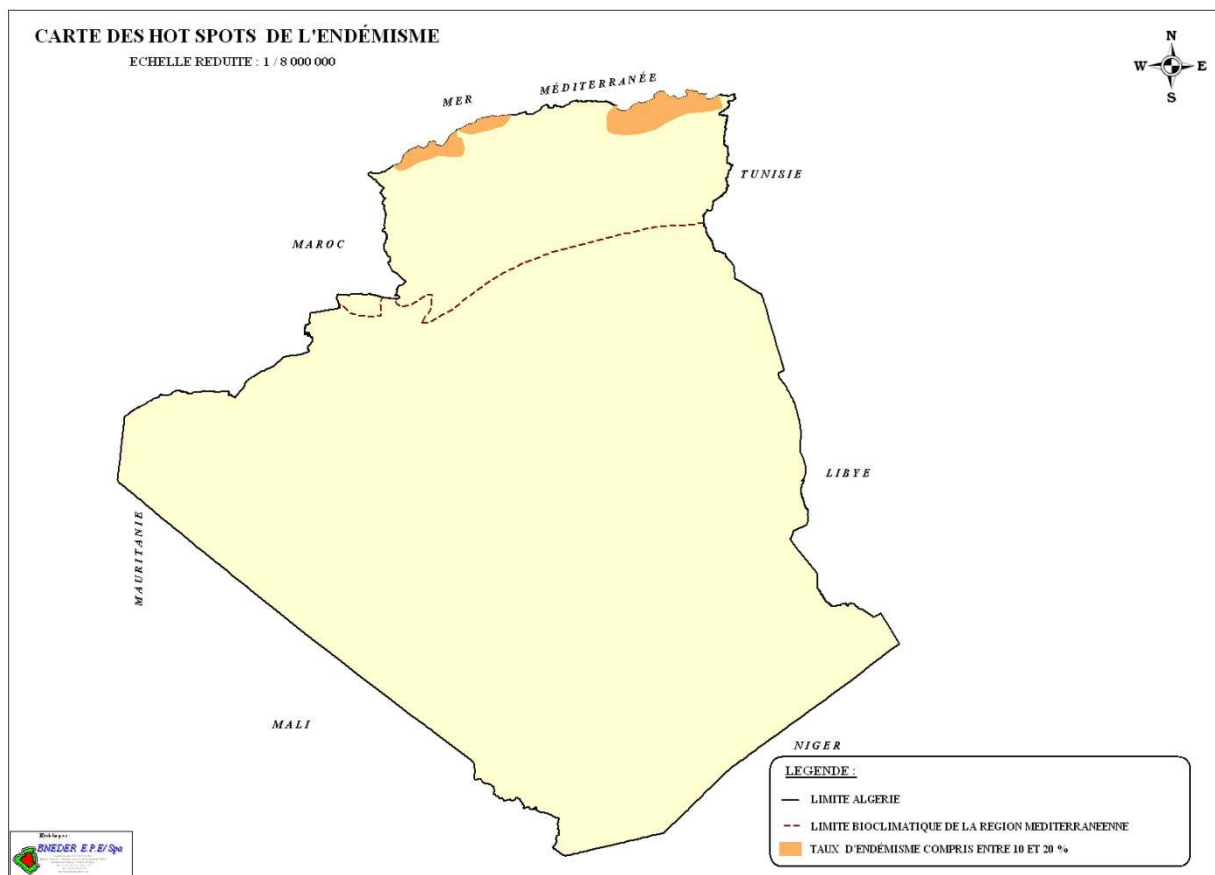 CARTE DES HOT SPOTS DE L'ENDÉMISME
ECHELLE REDUITE : 1 / 8 000 000
N
W E
S
MER MÉDITERRANÉE
TUNISIE
MAROC
LIBYE
MAURITANIE
MALI
NIGER
LEGENDE :
LIMITE ALGERIE
LIMITE BIOCLIMATIQUE DE LA REGION MEDITERANEENNE
TAUX D'ENDÉMISME COMPRIS ENTRE 10 ET 20 %
BNEDER E.P.E/Spa